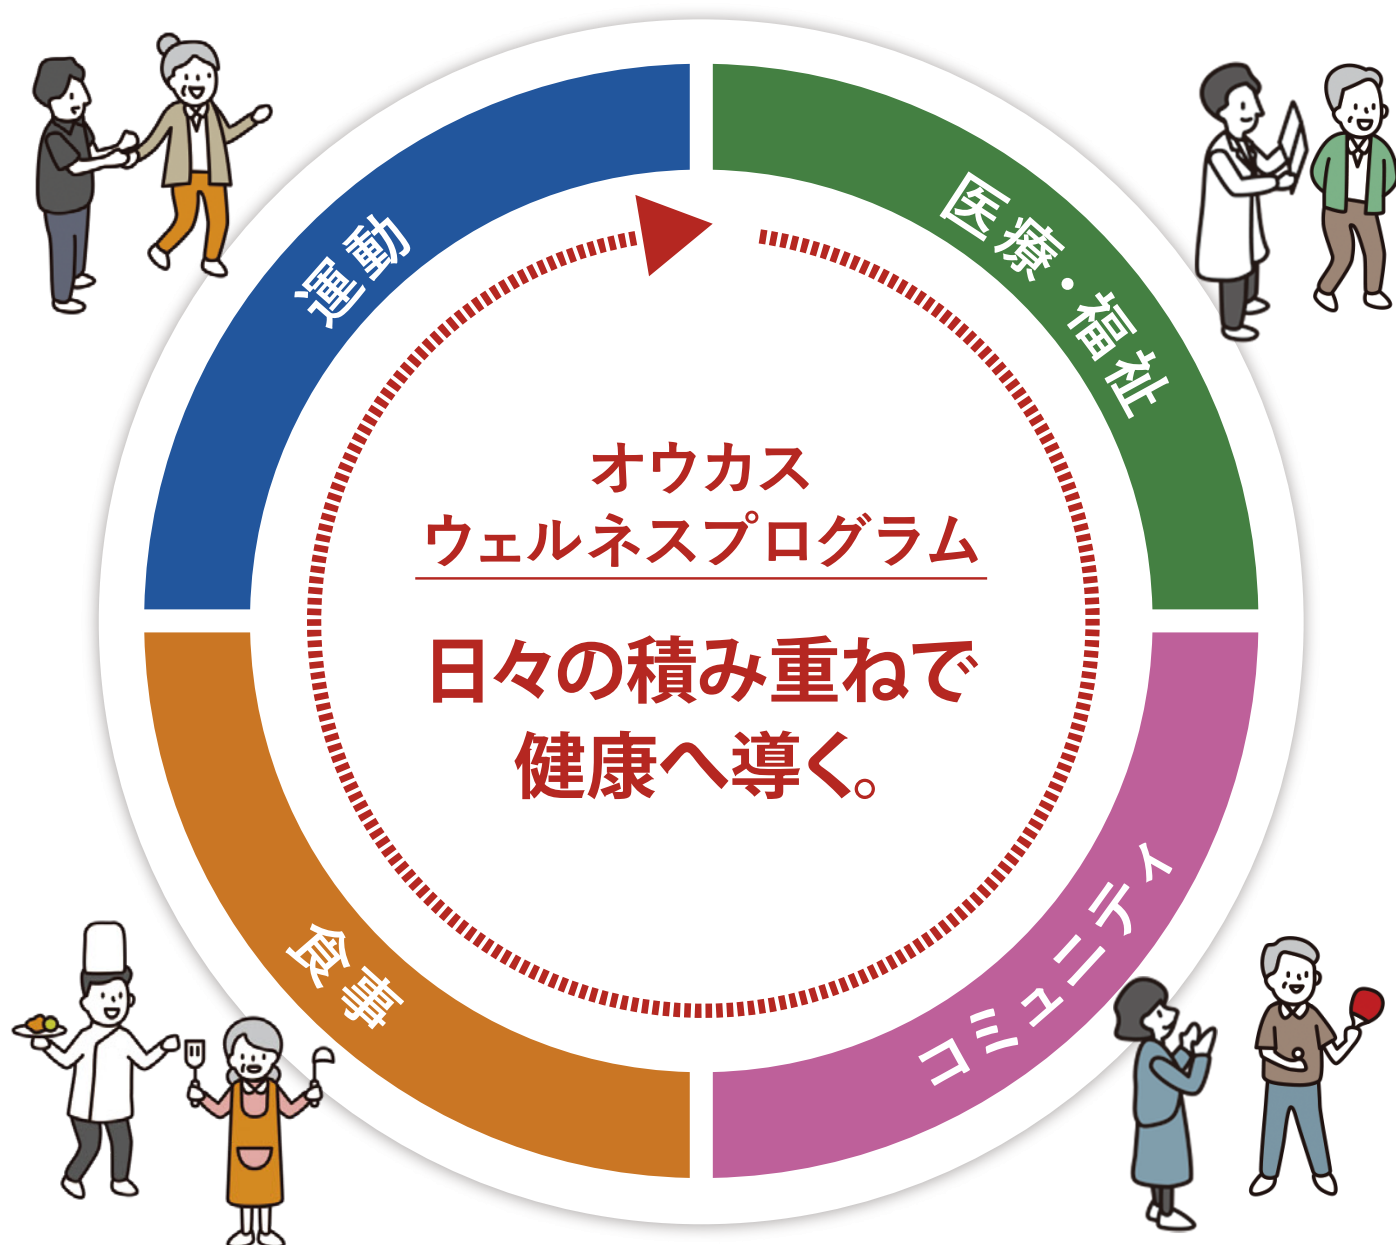 運動
医療・福祉
オウカス
ウェルネスプログラム
日々の積み重ねで
健康へ導く。
食事
コミュニティ